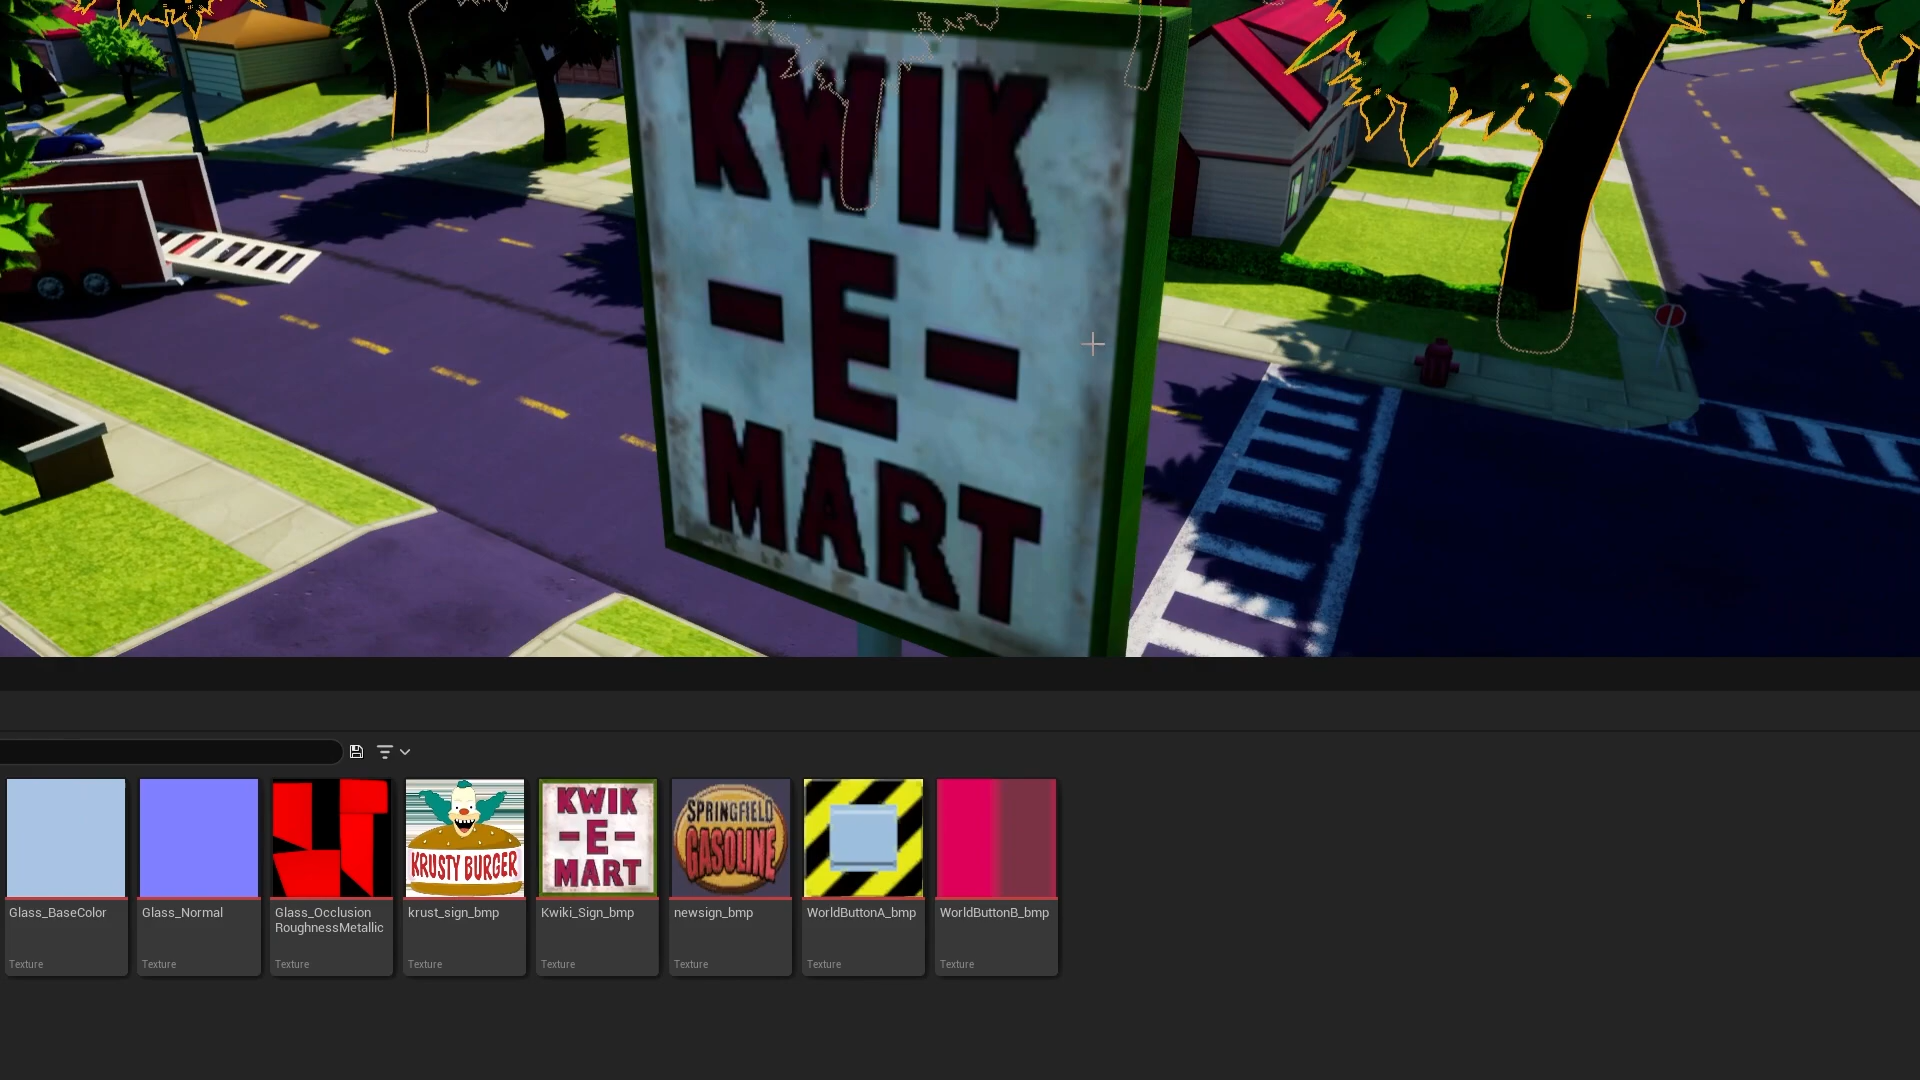 KWIK
-E-
MART
KRUSTY BURGER
KWIK
-E-
MART
SPRINGFIELD
GASOLINE
Glass_BaseColor
Glass_Normal
Glass_Occlusion
RoughnessMetallic
krust_sign_bmp
Kwiki_Sign_bmp
newsign_bmp
WorldButtonA_bmp
WorldButtonB_bmp
Texture
Texture
Texture
Texture
Texture
Texture
Texture
Texture